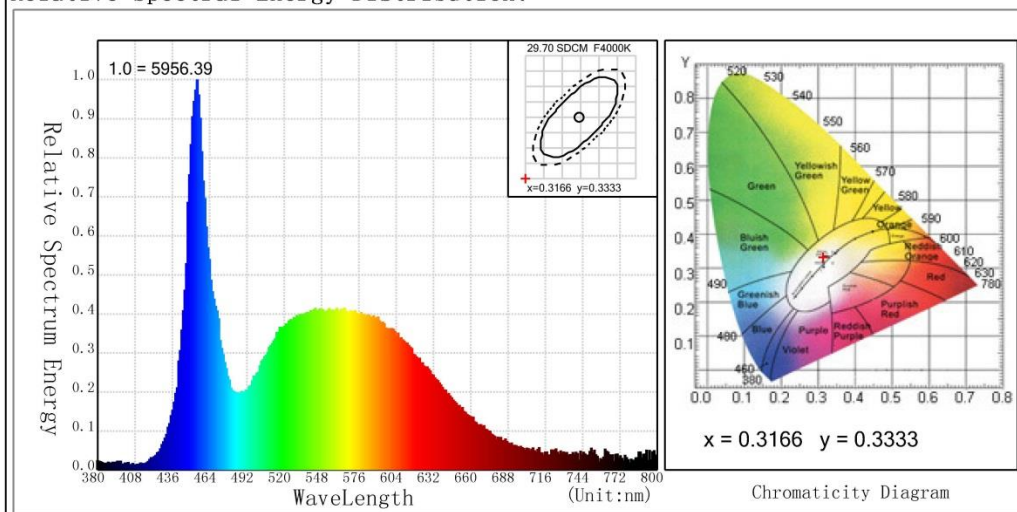 1.0 = 5956.39
29.70 SDCM F4000K
x=0.3166 y=0.3333
Relative Spectrum Energy
1.0
0.9
0.8
0.7
0.6
0.5
0.4
0.3
0.2
0.1
0.0
380 408 436 464 492 520 548 576 604 632 660 688 716 744 772 800
WaveLength
(Unit:nm)
Y
0.8
0.7
0.6
0.5
0.4
0.3
0.2
0.1
520
530
540
550
560
570
580
590
600
610
620
630
780
490
480
460
380
Green
Yellowish
Green
Yellow
Green
Yellow
Orange
Reddish
Orange
Red
Bluish
Green
Greenish
Blue
Blue
Violet
Purple
Reddish
Purple
Purplish
Red
0.0 0.1 0.2 0.3 0.4 0.5 0.6 0.7 0.8
x = 0.3166 y = 0.3333
Chromaticity Diagram